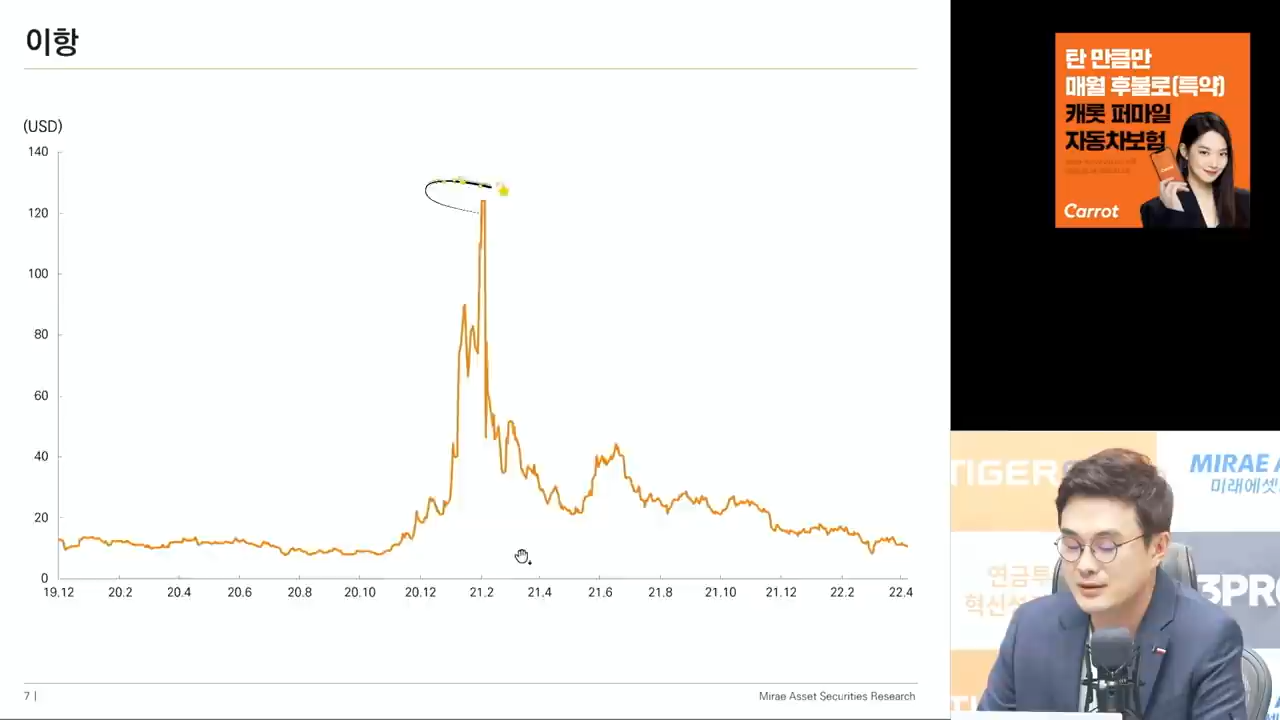 이항
(USD)
140
120
100
80
60
40
20
0
19.12 20.2 20.4 20.6 20.8 20.10 20.12 21.2 21.4 21.6 21.8 21.10 21.12 22.2 22.4
7 |
Mirae Asset Securities Research
탄 만큼만
매월 후불로(특약)
캐롯 퍼마일
자동차보험
Carrot
TIGER
MIRAE A
미래에셋
연금투
혁신
3PRO